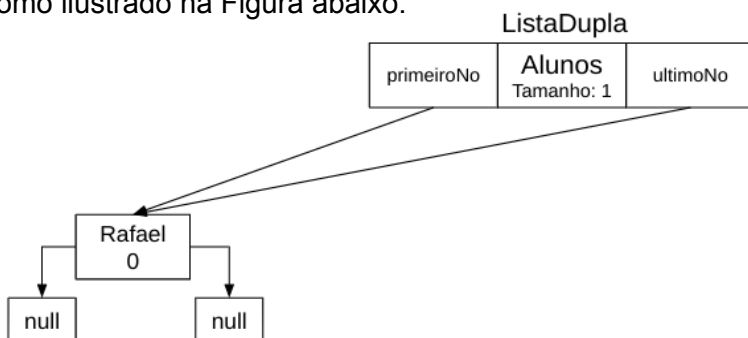 omo ilustrado na Figura abaixo.
ListaDupla
primeiroNo
Alunos
Tamanho: 1
ultimoNo
Rafael
0
null
null